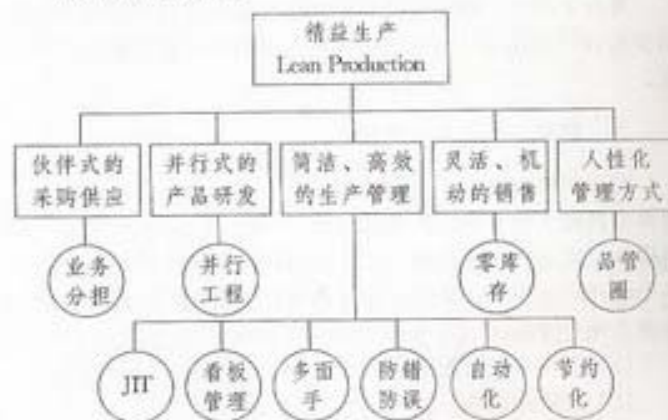 精益生产
Lean Production
伙伴式的
采购供应
并行式的
产品研发
简洁、高效
的生产管理
灵活、机
动的销售
人性化
管理方式
业务
分担
并行
工程
零库
存
品管
圈
JIT
看板
管理
多面
手
防错
防误
自动
化
节约
化